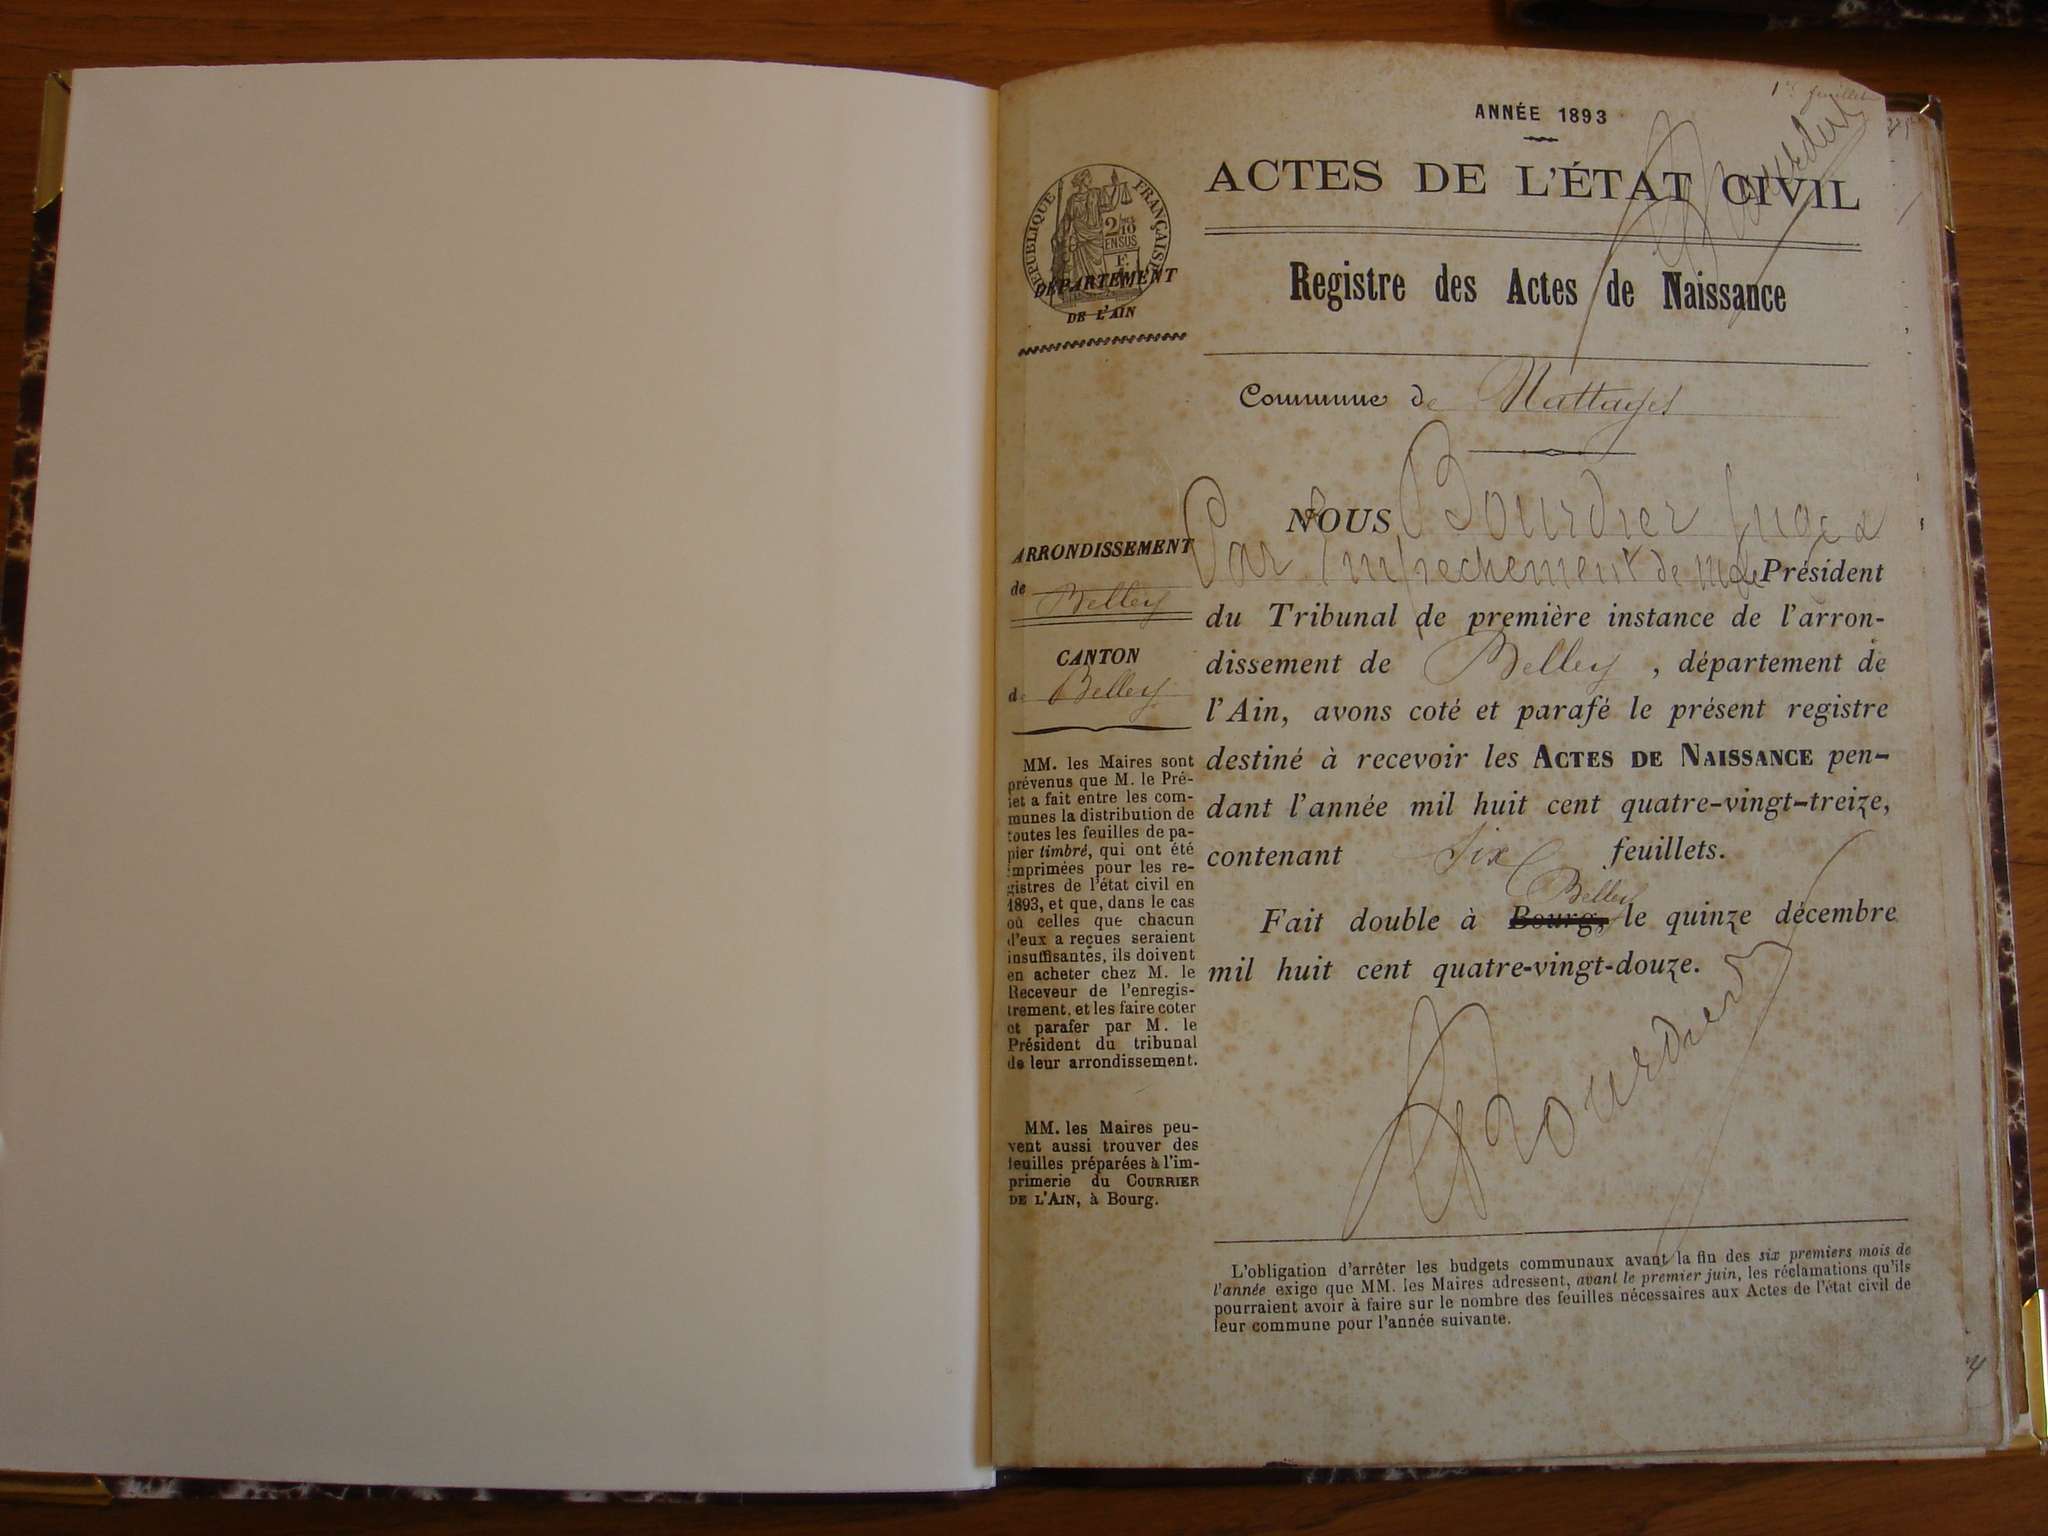 1er feuillet
ANNÉE 1893
ACTES DE L'ÉTAT CIVIL
RÉPUBLIQUE FRANÇAISE
2/10
EN SUS
DÉPARTEMENT
DE L'AIN
Registre des Actes de Naissance
Commune de Nattages
ARRONDISSEMENT
de Belley
CANTON
de Belley
MM. les Maires sont
prévenus que M. le Pré-
fet a fait entre les com-
munes la distribution de
toutes les feuilles de pa-
pier timbré, qui ont été
imprimées pour les re-
gistres de l'état civil en
1893, et que, dans le cas
où celles que chacun
d'eux a reçues seraient
insuffisantes, ils doivent
en acheter chez M. le
Receveur de l'enregis-
trement, et les faire coter
et parafer par M. le
Président du tribunal
de leur arrondissement.
MM. les Maires peu-
vent aussi trouver des
feuilles préparées à l'im-
primerie du COURRIER
DE L'AIN, à Bourg.
NOUS Bourdier Juge
Par Empechement de Mr le Président
du Tribunal de première instance de l'arron-
dissement de Belley, département de
l'Ain, avons coté et parafé le présent registre
destiné à recevoir les ACTES DE NAISSANCE pen-
dant l'année mil huit cent quatre-vingt-treize,
contenant Six feuillets.
Belley
Fait double à Bourg, le quinze décembre
mil huit cent quatre-vingt-douze.
Bourdier
L'obligation d'arrêter les budgets communaux avant la fin des six premiers mois de
l'année exige que MM. les Maires adressent, avant le premier juin, les réclamations qu'ils
pourraient avoir à faire sur le nombre des feuilles nécessaires aux Actes de l'état civil de
leur commune pour l'année suivante.